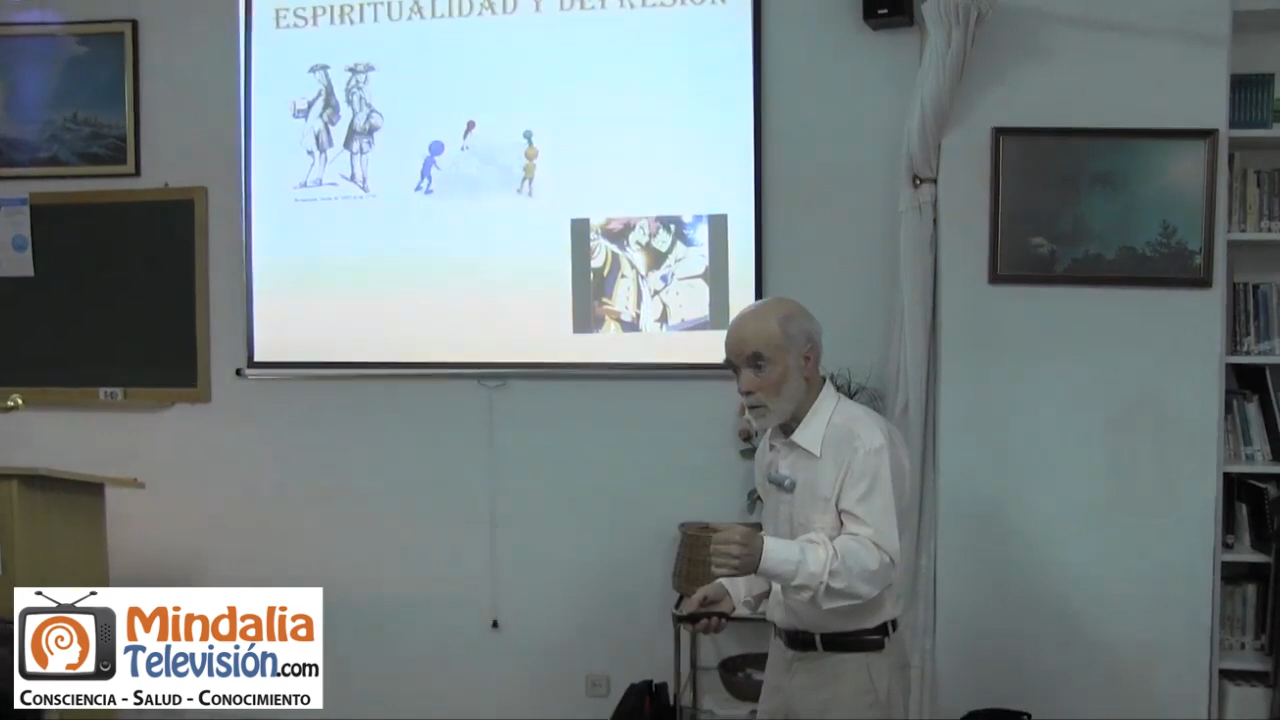 ESPIRITUALIDAD Y DEPRESIÓN
Mindalia
Televisión.com
CONSCIENCIA - SALUD - CONOCIMIENTO